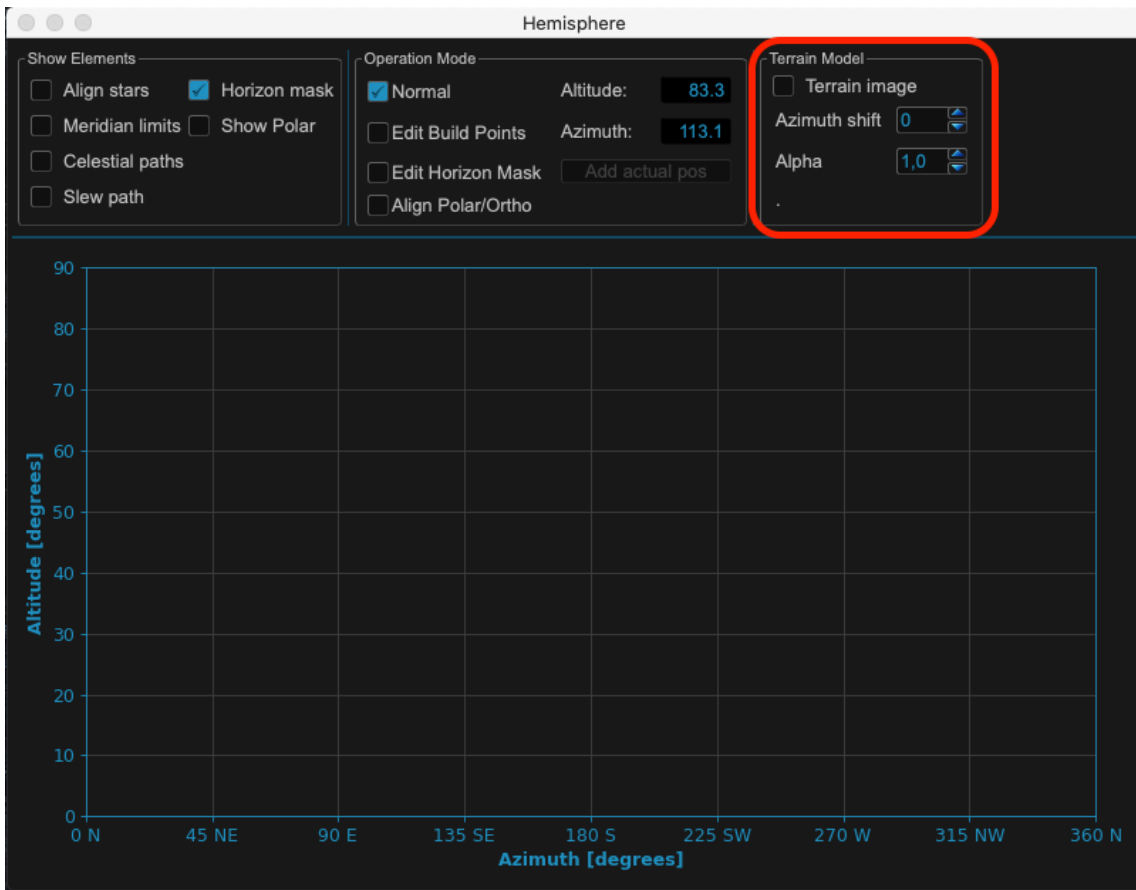 Hemisphere
Show Elements
Align stars
Horizon mask
Meridian limits
Show Polar
Celestial paths
Slew path
Operation Mode
Normal
Altitude: 83.3
Edit Build Points
Azimuth: 113.1
Edit Horizon Mask
Add actual pos
Align Polar/Ortho
Terrain Model
Terrain image
Azimuth shift 0
Alpha 1,0
.
Altitude [degrees]
90
80
70
60
50
40
30
20
10
0
0 N 45 NE 90 E 135 SE 180 S 225 SW 270 W 315 NW 360 N
Azimuth [degrees]